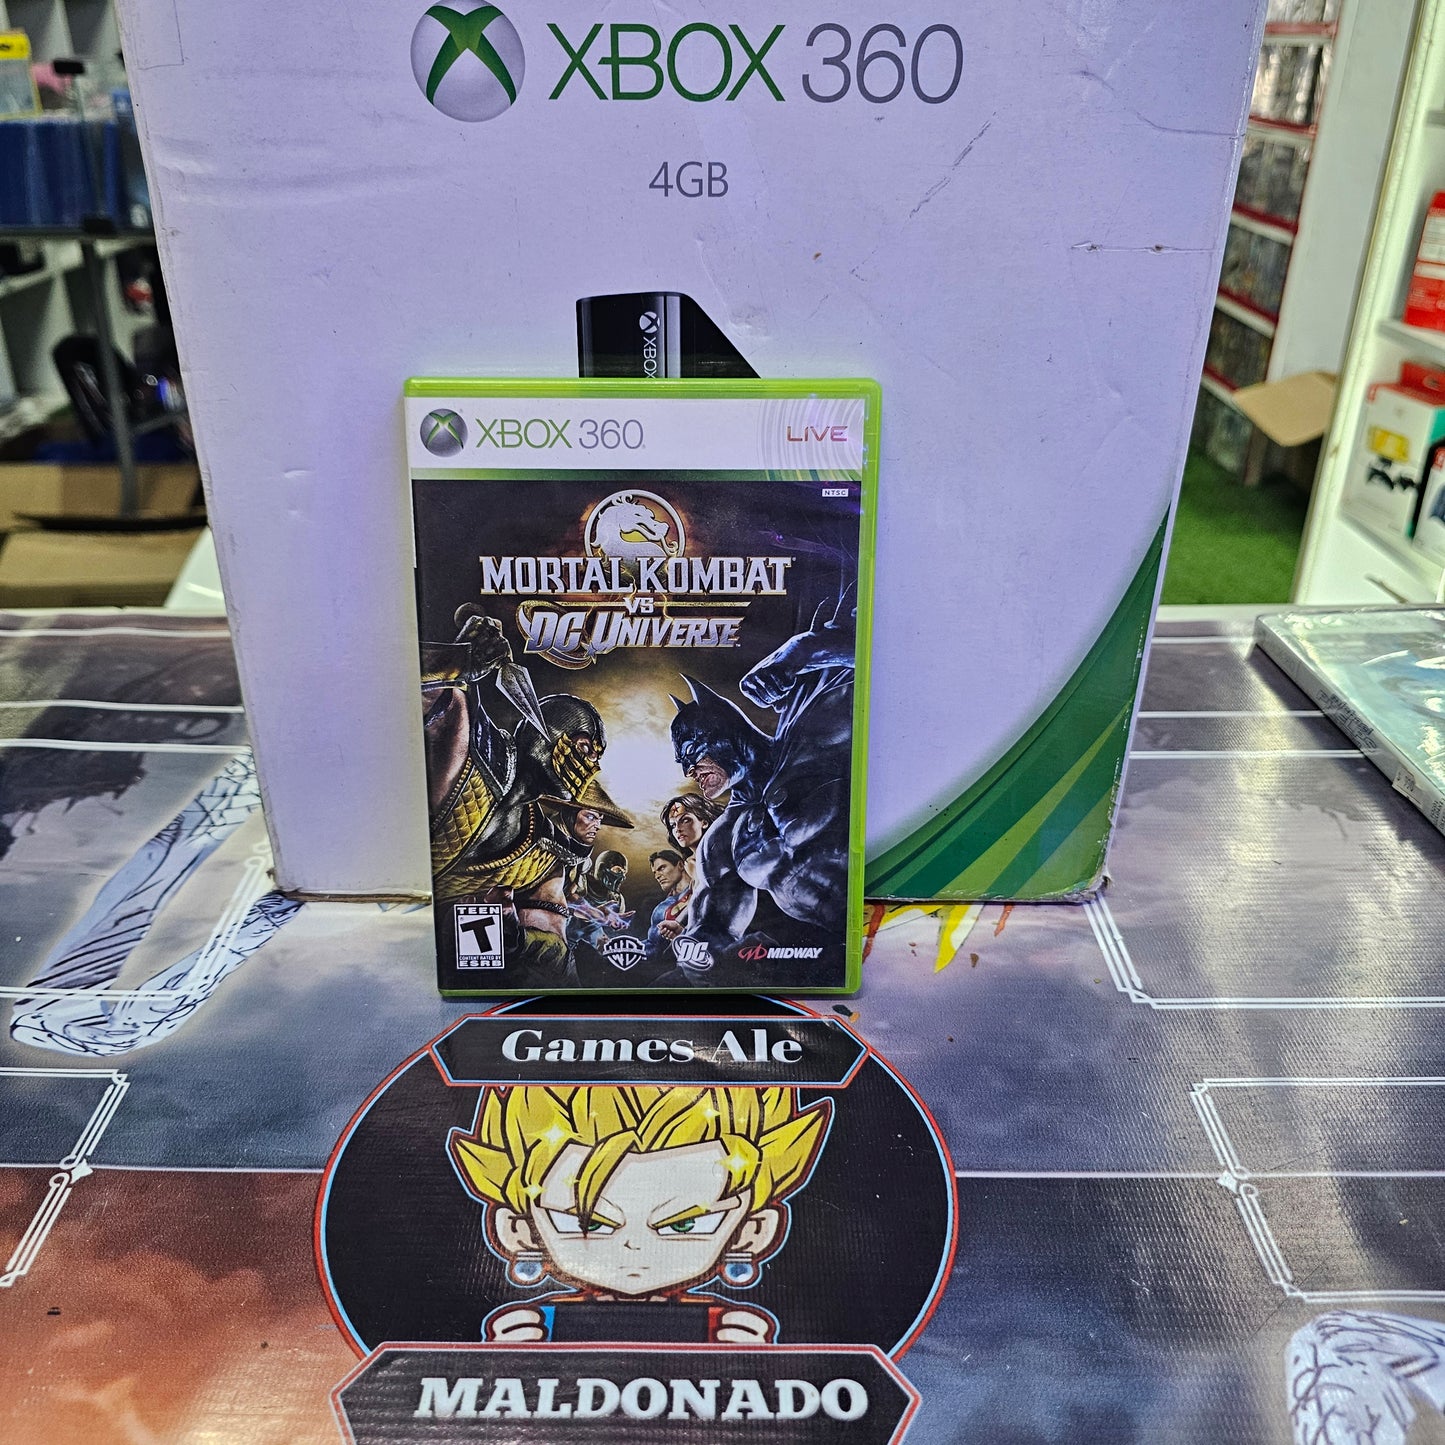 XBOX 360
4GB
XBOX
XBOX 360
LIVE
NTSC
MORTAL KOMBAT
VS
DC UNIVERSE
TEEN
T
CONTENT RATED BY
ESRB
WB
DC
MIDWAY
Games Ale
MALDONADO